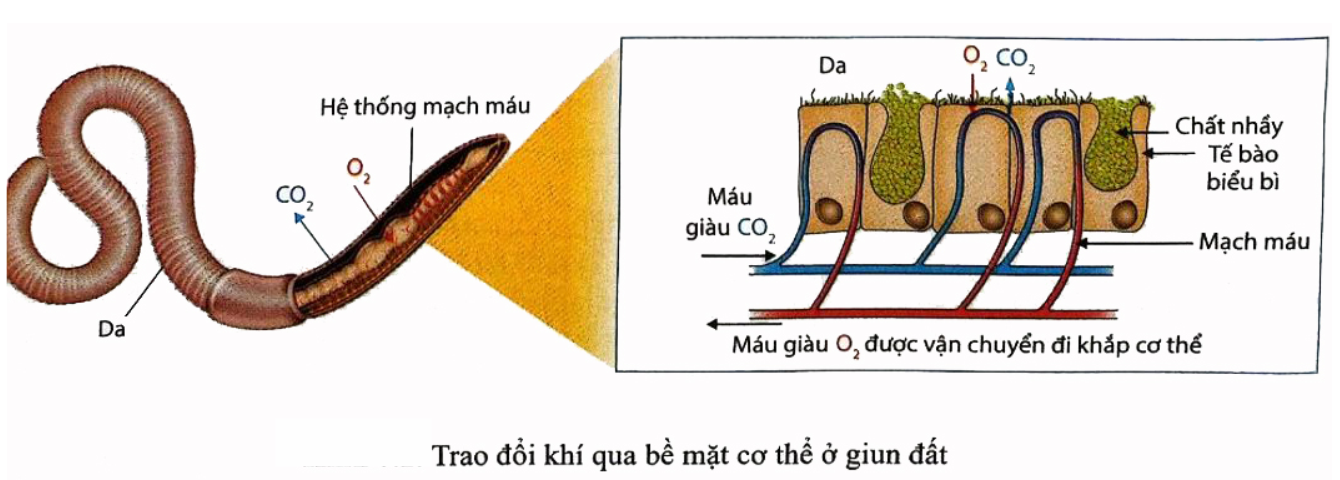 Hệ thống mạch máu
O₂
CO₂
Da
Da
O₂ CO₂
Chất nhầy
Tế bào
biểu bì
Máu
giàu CO₂
Mạch máu
Máu giàu O₂ được vận chuyển đi khắp cơ thể
Trao đổi khí qua bề mặt cơ thể ở giun đất